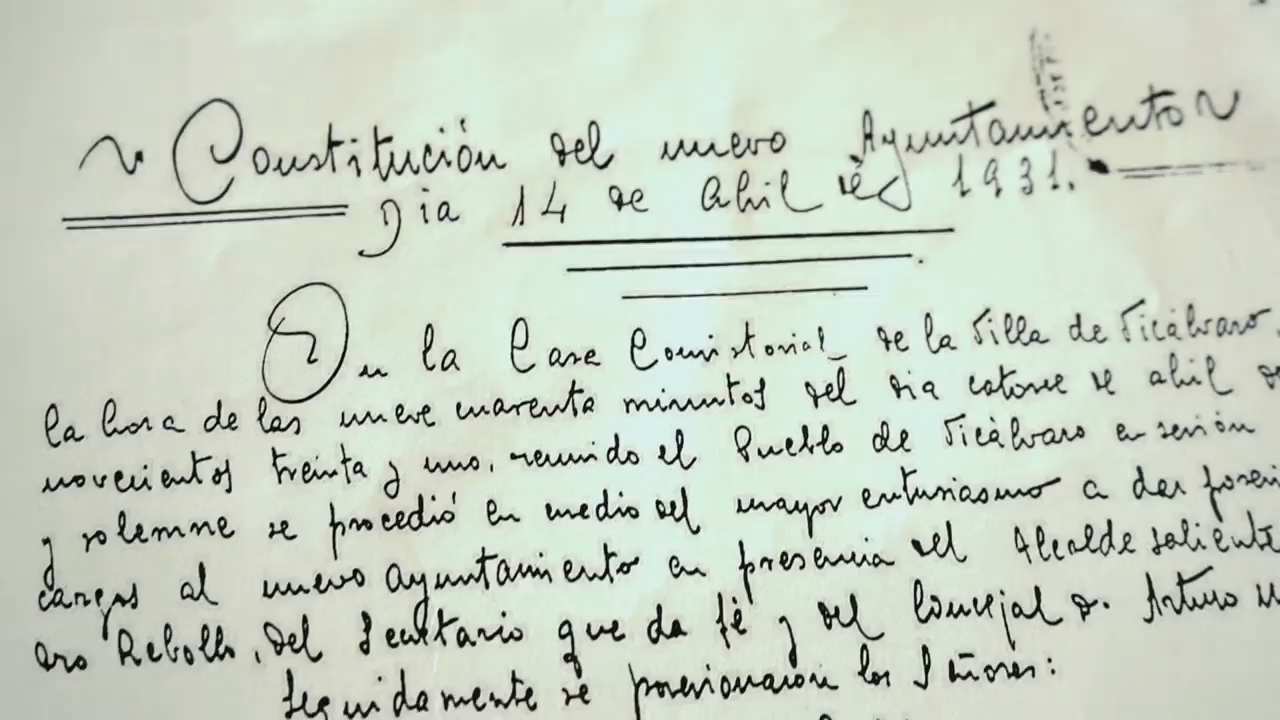 Constitución del nuevo Ayuntamiento
Dia 14 de Abril de 1931.
En la Casa Consistorial de la Villa de Vicálvaro,
la hora de las nueve cuarenta minutos del dia catorce de abril de
novecientos treinta y uno, reunido el Pueblo de Vicálvaro en sesión
y solemne se procedió en medio del mayor entusiasmo a dar posesi
cargos al nuevo ayuntamiento en presencia del Alcalde saliente
dro Rebollo, del Secretario que da fé y del Concejal D. Arturo
Seguidamente se posesionaron los Señores: